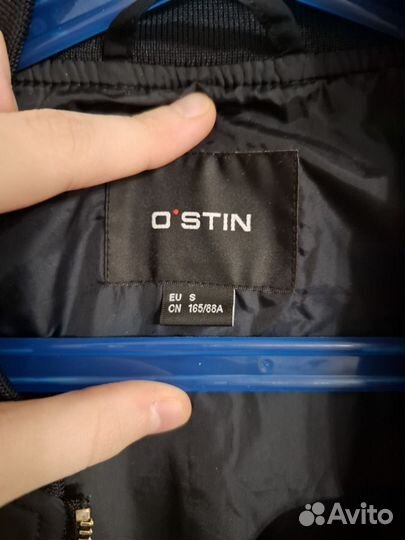 O'STIN
EU S
CN 165/88A
Avito